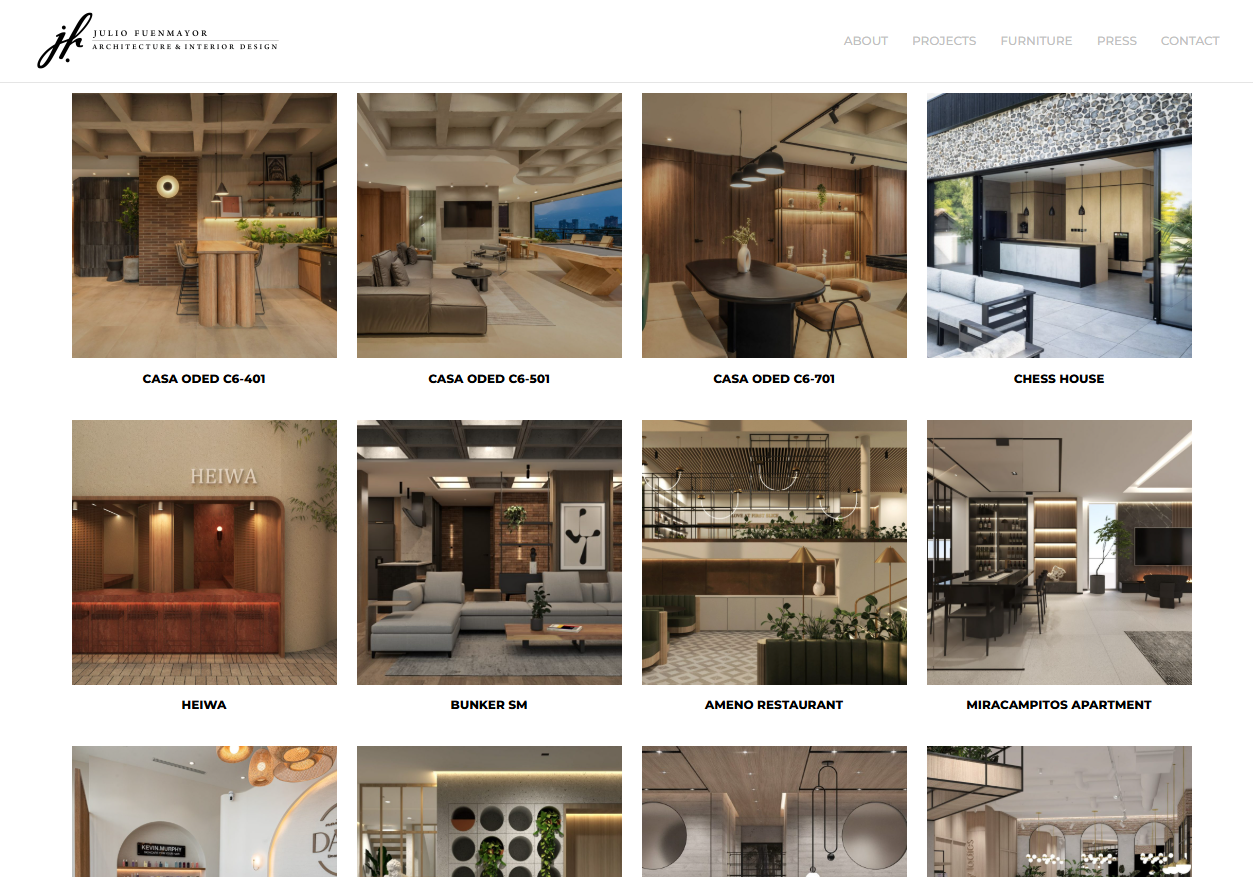 jf.
JULIO FUENMAYOR
ARCHITECTURE & INTERIOR DESIGN
ABOUT PROJECTS FURNITURE PRESS CONTACT
CASA ODED C6-401
CASA ODED C6-501
CASA ODED C6-701
CHESS HOUSE
HEIWA
HEIWA
BUNKER SM
AMENO RESTAURANT
MIRACAMPITOS APARTMENT
KEVIN.MURPHY
DA